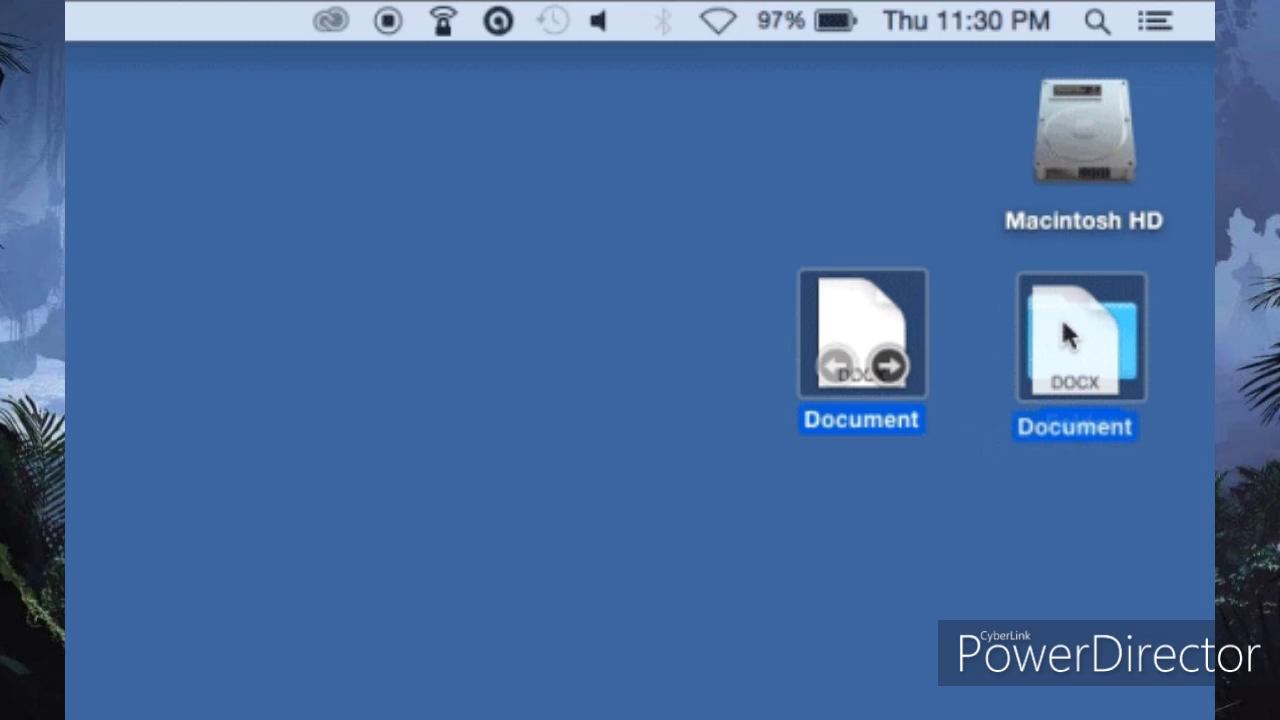 97% Thu 11:30 PM
Macintosh HD
DOCX
Document
Document
CyberLink
PowerDirector